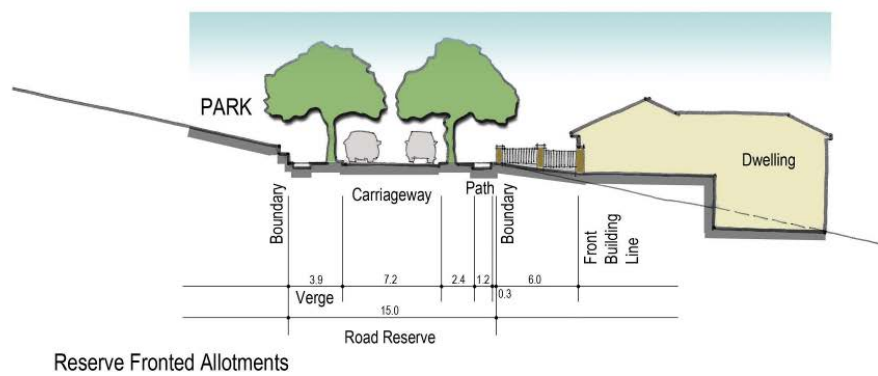 PARK
Dwelling
Carriageway
Path
Boundary
Boundary
Front
Building
Line
3.9
7.2
2.4
1.2
6.0
0.3
Verge
15.0
Road Reserve
Reserve Fronted Allotments